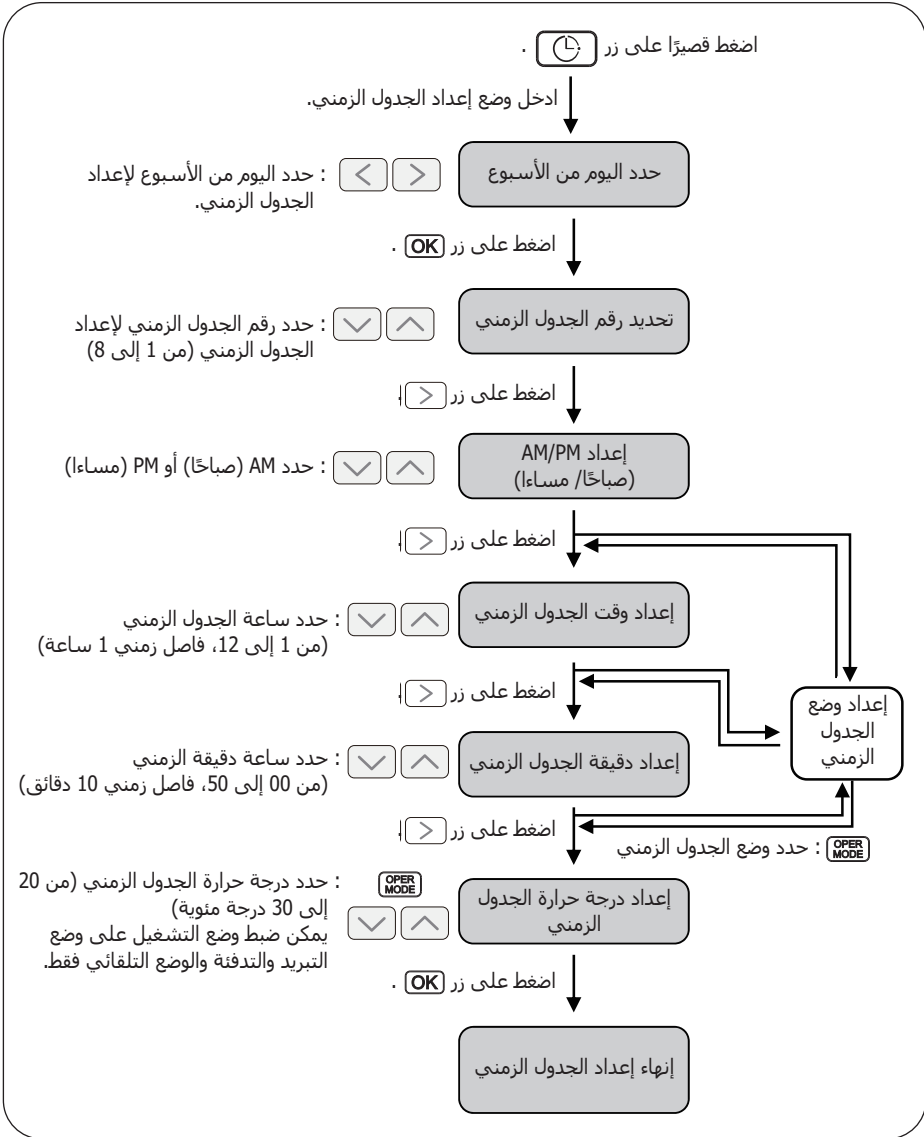 اضغط قصيرًا على زر .
ادخل وضع إعداد الجدول الزمني.
حدد اليوم من الأسبوع
< > : حدد اليوم من الأسبوع لإعداد
الجدول الزمني.
اضغط على زر OK .
تحديد رقم الجدول الزمني
: حدد رقم الجدول الزمني لإعداد
الجدول الزمني (من 1 إلى 8)
اضغط على زر > .
إعداد AM/PM
(صباحًا/ مساءا)
: حدد AM (صباحًا) أو PM (مساءا)
اضغط على زر > .
إعداد وقت الجدول الزمني
: حدد ساعة الجدول الزمني
(من 1 إلى 12، فاصل زمني 1 ساعة)
اضغط على زر > .
إعداد وضع
الجدول
الزمني
إعداد دقيقة الجدول الزمني
: حدد ساعة دقيقة الزمني
(من 00 إلى 50، فاصل زمني 10 دقائق)
اضغط على زر > .
OPER
MODE : حدد وضع الجدول الزمني
إعداد درجة حرارة الجدول
الزمني
OPER
MODE : حدد درجة حرارة الجدول الزمني (من 20
إلى 30 درجة مئوية)
يمكن ضبط وضع التشغيل على وضع
التبريد والتدفئة والوضع التلقائي فقط.
اضغط على زر OK .
إنهاء إعداد الجدول الزمني